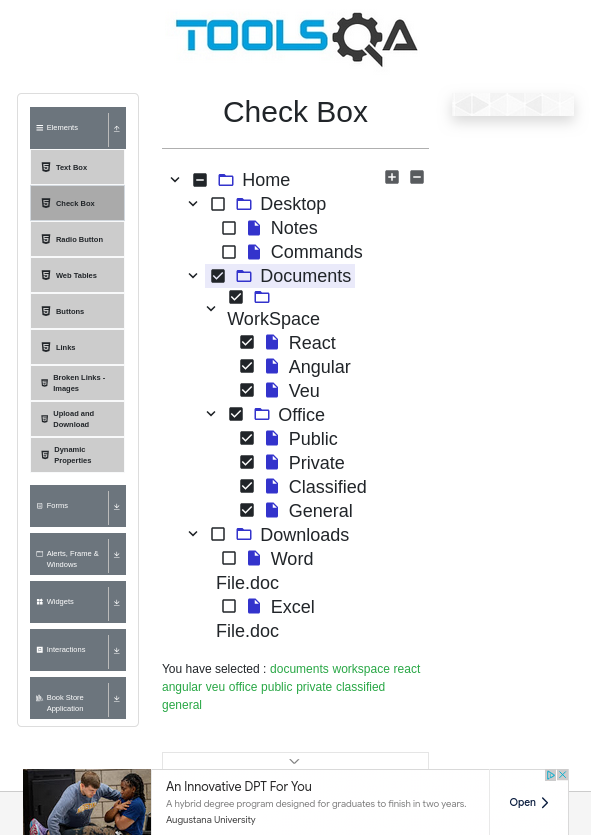 TOOLSQA
Check Box
Elements
Text Box
Check Box
Radio Button
Web Tables
Buttons
Links
Broken Links -
Images
Upload and
Download
Dynamic
Properties
Forms
Alerts, Frame &
Windows
Widgets
Interactions
Book Store
Application
Home
Desktop
Notes
Commands
Documents
WorkSpace
React
Angular
Veu
Office
Public
Private
Classified
General
Downloads
Word
File.doc
Excel
File.doc
You have selected : documents workspace react
angular veu office public private classified
general
An Innovative DPT For You
A hybrid degree program designed for graduates to finish in two years.
Augustana University
Open